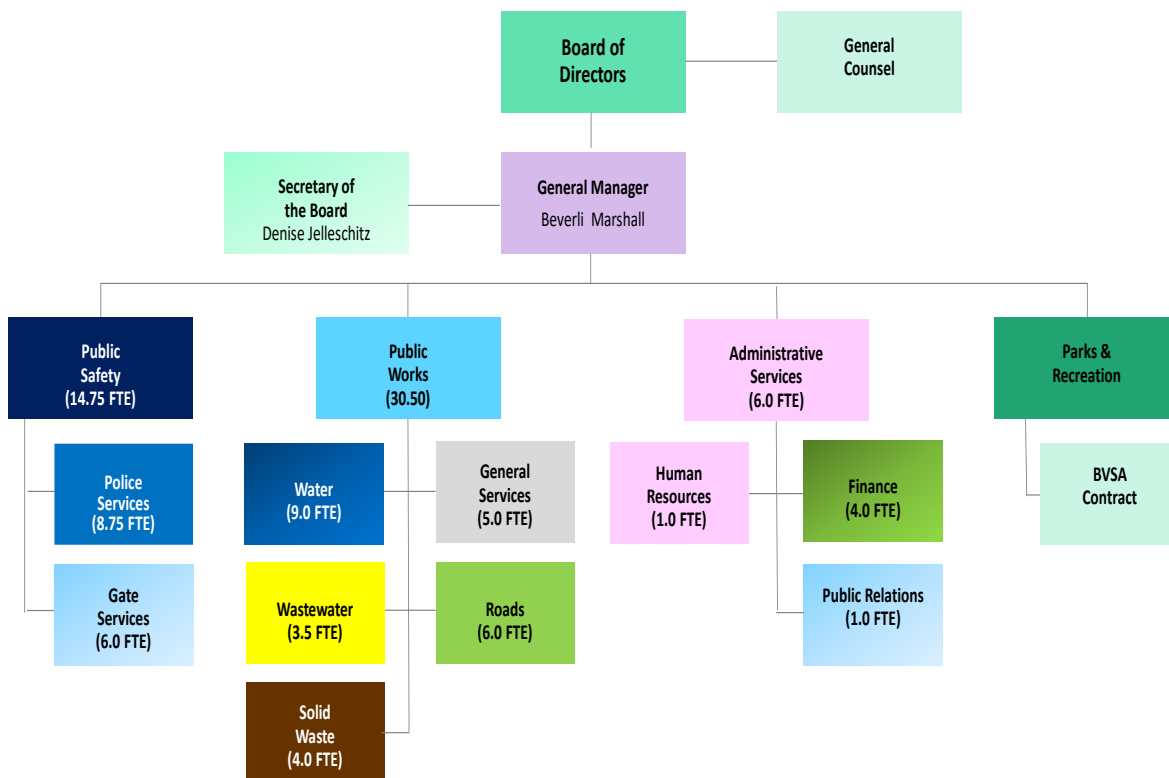 Board of
Directors
General
Counsel
Secretary of
the Board
Denise Jelleschitz
General Manager
Beverli Marshall
Public
Safety
(14.75 FTE)
Public
Works
(30.50)
Administrative
Services
(6.0 FTE)
Parks &
Recreation
Police
Services
(8.75 FTE)
Water
(9.0 FTE)
General
Services
(5.0 FTE)
Human
Resources
(1.0 FTE)
Finance
(4.0 FTE)
BVSA
Contract
Gate
Services
(6.0 FTE)
Wastewater
(3.5 FTE)
Roads
(6.0 FTE)
Public Relations
(1.0 FTE)
Solid
Waste
(4.0 FTE)